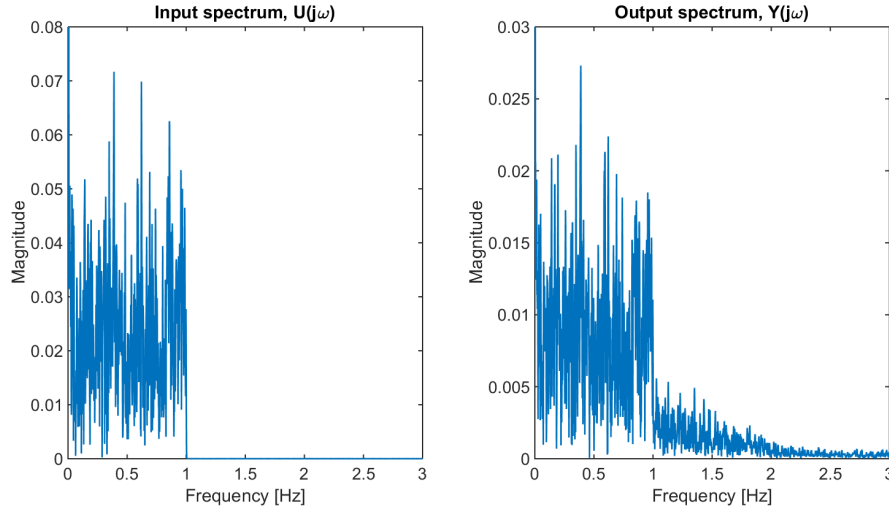 Input spectrum, U(jω)
0.08
0.07
0.06
0.05
0.04
0.03
0.02
0.01
0
Magnitude
0 0.5 1 1.5 2 2.5 3
Frequency [Hz]
Output spectrum, Y(jω)
0.03
0.025
0.02
0.015
0.01
0.005
0
Magnitude
0 0.5 1 1.5 2 2.5 3
Frequency [Hz]